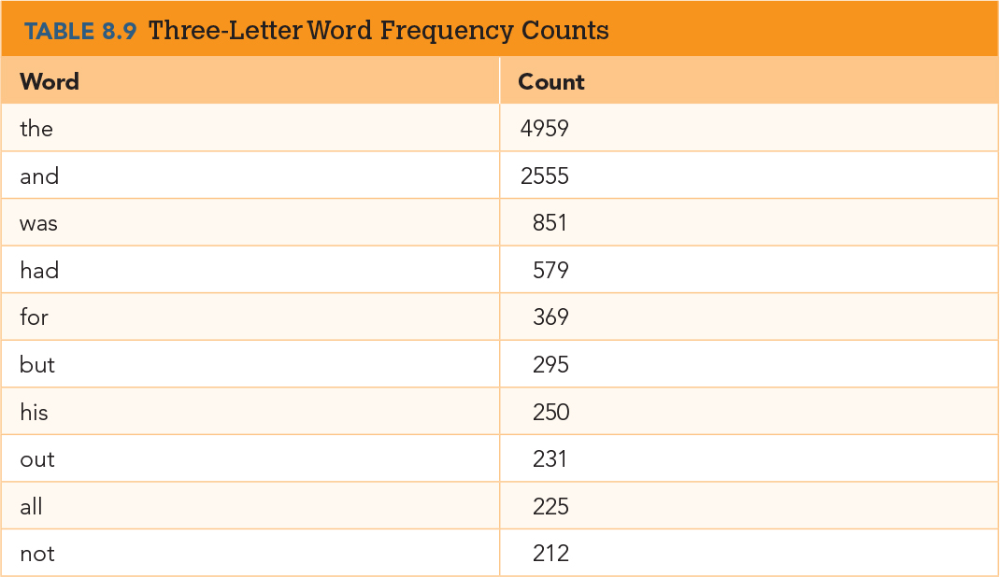 TABLE 8.9 Three-Letter Word Frequency Counts
Word Count
the 4959
and 2555
was 851
had 579
for 369
but 295
his 250
out 231
all 225
not 212